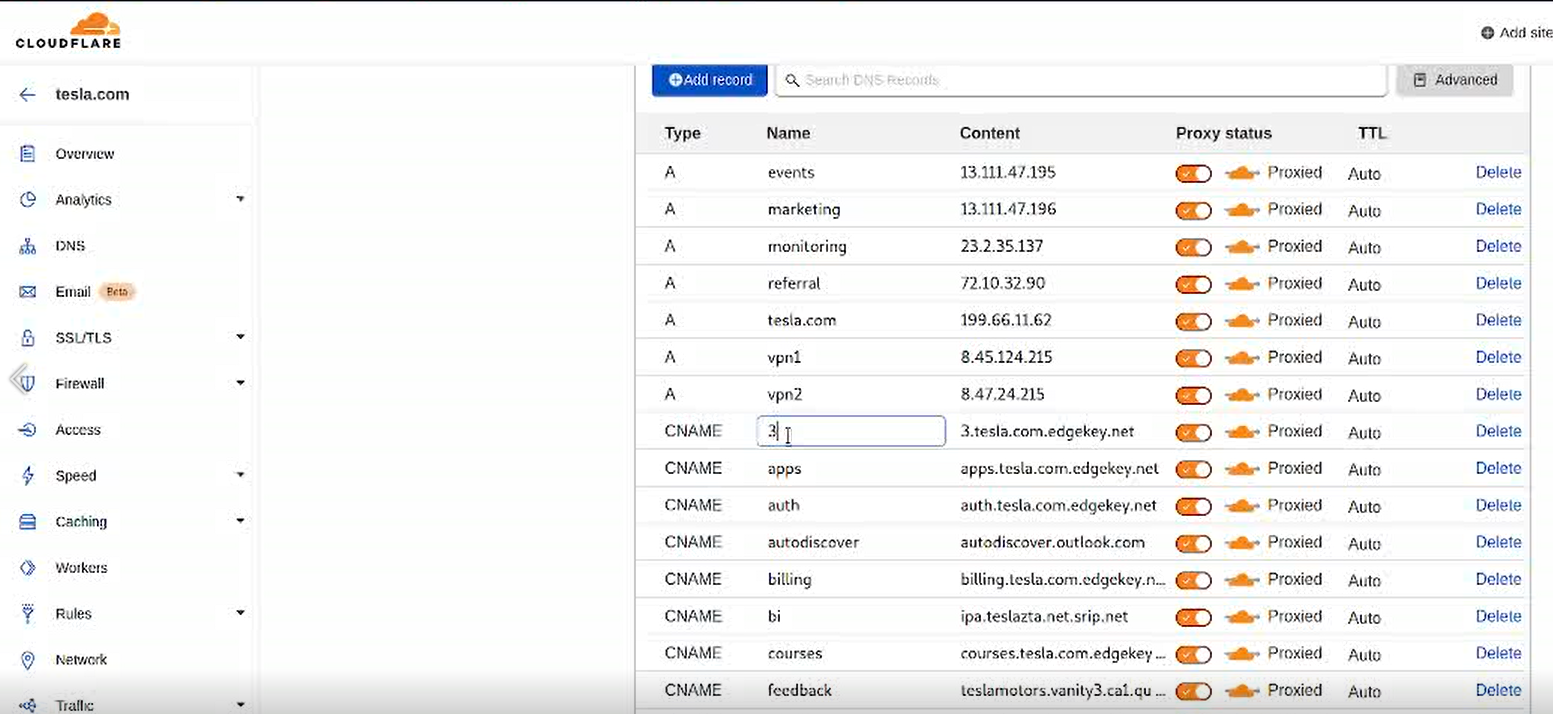 CLOUDFLARE
Add site
tesla.com
Overview
Analytics
DNS
Email Beta
SSL/TLS
Firewall
Access
Speed
Caching
Workers
Rules
Network
Traffic
Add record Search DNS Records Advanced
Type Name Content Proxy status TTL
A events 13.111.47.195 Proxied Auto Delete
A marketing 13.111.47.196 Proxied Auto Delete
A monitoring 23.2.35.137 Proxied Auto Delete
A referral 72.10.32.90 Proxied Auto Delete
A tesla.com 199.66.11.62 Proxied Auto Delete
A vpn1 8.45.124.215 Proxied Auto Delete
A vpn2 8.47.24.215 Proxied Auto Delete
CNAME 3 3.tesla.com.edgekey.net Proxied Auto Delete
CNAME apps apps.tesla.com.edgekey.net Proxied Auto Delete
CNAME auth auth.tesla.com.edgekey.net Proxied Auto Delete
CNAME autodiscover autodiscover.outlook.com Proxied Auto Delete
CNAME billing billing.tesla.com.edgekey.n... Proxied Auto Delete
CNAME bi ipa.teslazta.net.srip.net Proxied Auto Delete
CNAME courses courses.tesla.com.edgekey ... Proxied Auto Delete
CNAME feedback teslamotors.vanity3.ca1.qu ... Proxied Auto Delete